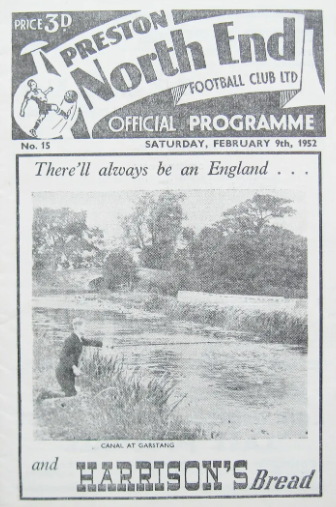 PRICE 3D
PRESTON
North End
FOOTBALL CLUB LTD
OFFICIAL PROGRAMME
No. 15 SATURDAY, FEBRUARY 9th, 1952
There'll always be an England . . .
CANAL AT GARSTANG
and HARRISON'S Bread